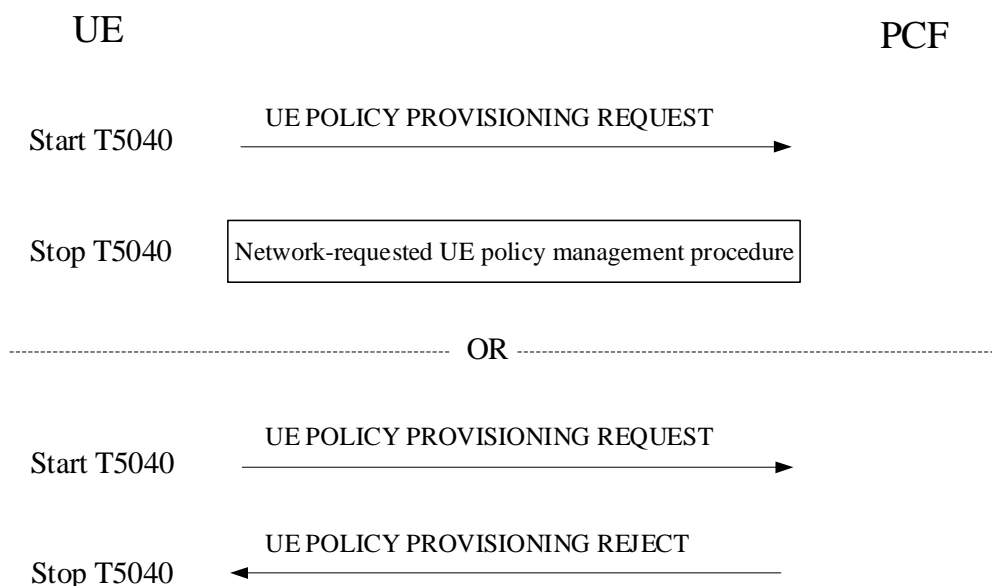 UE
PCF
UE POLICY PROVISIONING REQUEST
Start T5040
Stop T5040
Network-requested UE policy management procedure
OR
UE POLICY PROVISIONING REQUEST
Start T5040
UE POLICY PROVISIONING REJECT
Stop T5040